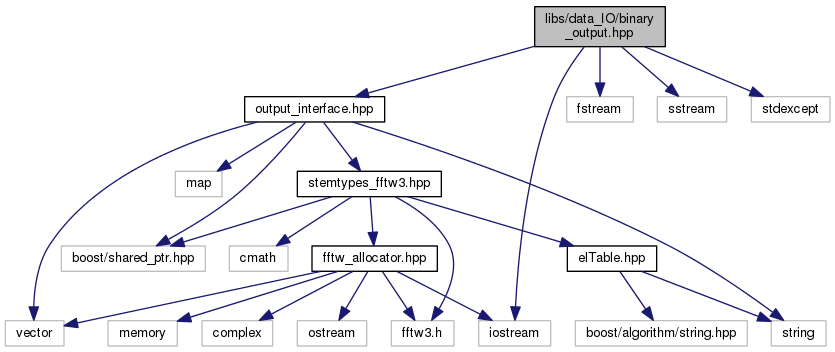 libs/data_IO/binary
_output.hpp
output_interface.hpp
fstream
sstream
stdexcept
map
stemtypes_fftw3.hpp
boost/shared_ptr.hpp
cmath
fftw_allocator.hpp
elTable.hpp
vector
memory
complex
ostream
fftw3.h
iostream
boost/algorithm/string.hpp
string